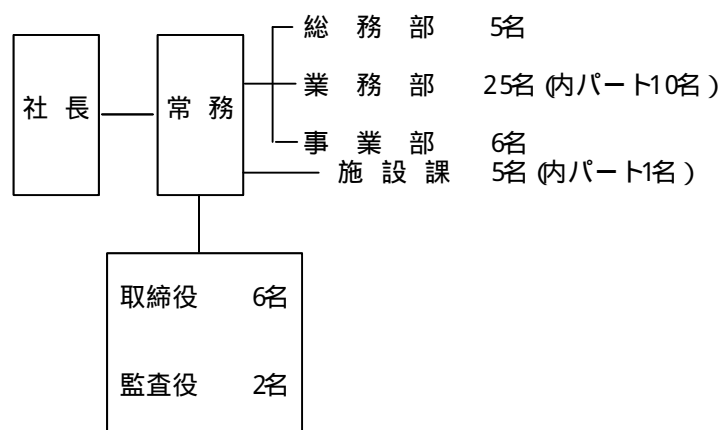 総 務 部 5名
社 長
常 務
業 務 部 25名 (内パート10名)
事 業 部 6名
施 設 課 5名 (内パート1名)
取締役 6名
監査役 2名